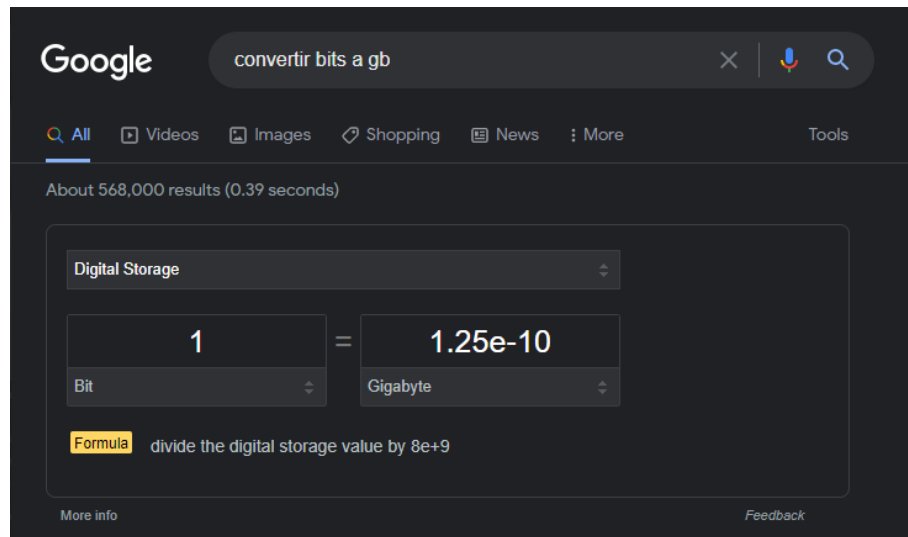 Google convertir bits a gb
All Videos Images Shopping News More Tools
About 568,000 results (0.39 seconds)
Digital Storage
1 = 1.25e-10
Bit Gigabyte
Formula divide the digital storage value by 8e+9
More info Feedback